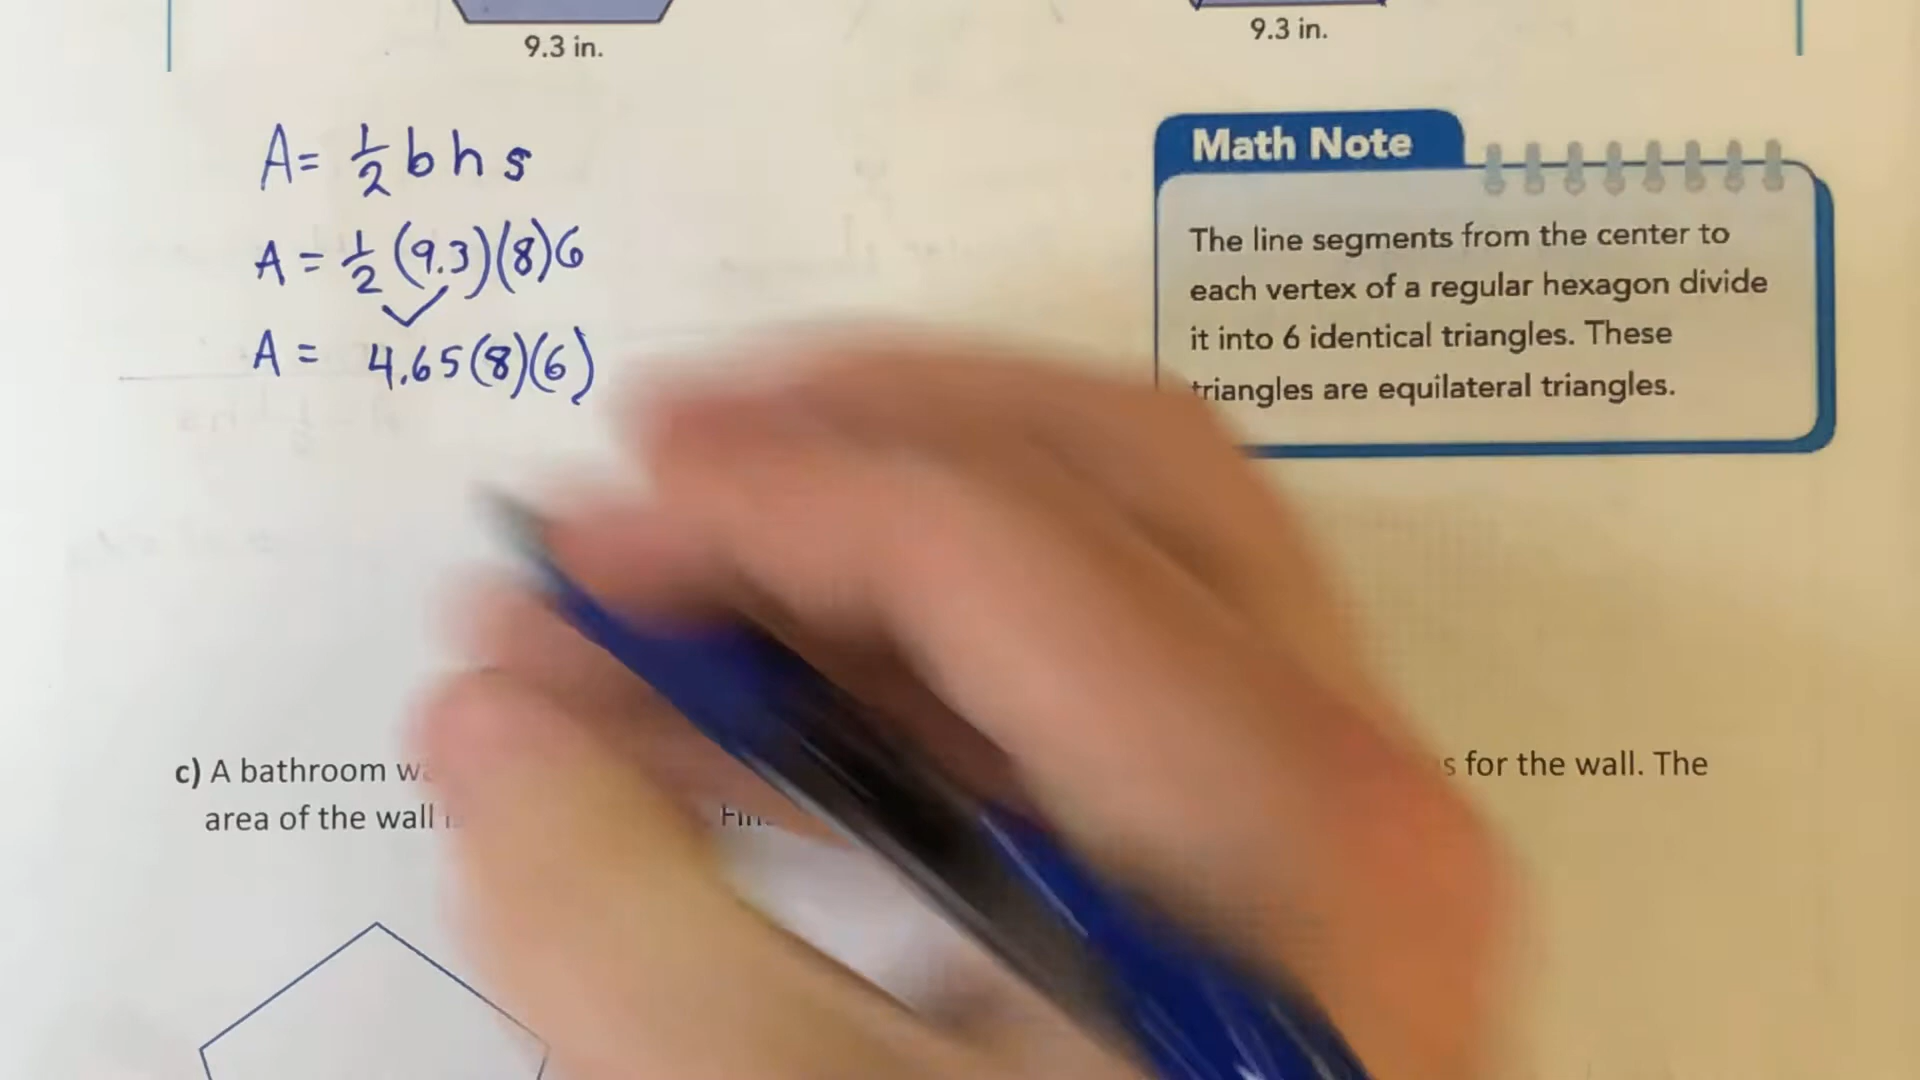 9.3 in.
9.3 in.
A = 1/2 b h s
A = 1/2 (9.3)(8)6
A = 4.65(8)(6)
Math Note
The line segments from the center to
each vertex of a regular hexagon divide
it into 6 identical triangles. These
triangles are equilateral triangles.
c) A bathroom for the wall. The
area of the wall